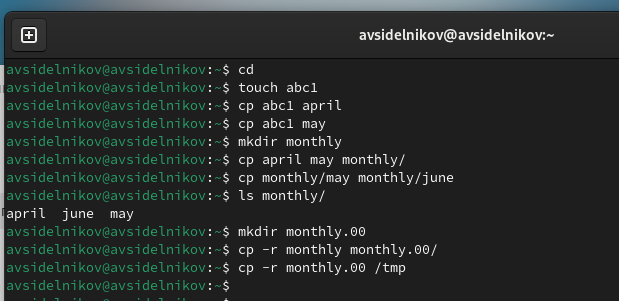 avsidelnikov@avsidelnikov:~
avsidelnikov@avsidelnikov:~$ cd
avsidelnikov@avsidelnikov:~$ touch abc1
avsidelnikov@avsidelnikov:~$ cp abc1 april
avsidelnikov@avsidelnikov:~$ cp abc1 may
avsidelnikov@avsidelnikov:~$ mkdir monthly
avsidelnikov@avsidelnikov:~$ cp april may monthly/
avsidelnikov@avsidelnikov:~$ cp monthly/may monthly/june
avsidelnikov@avsidelnikov:~$ ls monthly/
april  june  may
avsidelnikov@avsidelnikov:~$ mkdir monthly.00
avsidelnikov@avsidelnikov:~$ cp -r monthly monthly.00/
avsidelnikov@avsidelnikov:~$ cp -r monthly.00 /tmp
avsidelnikov@avsidelnikov:~$